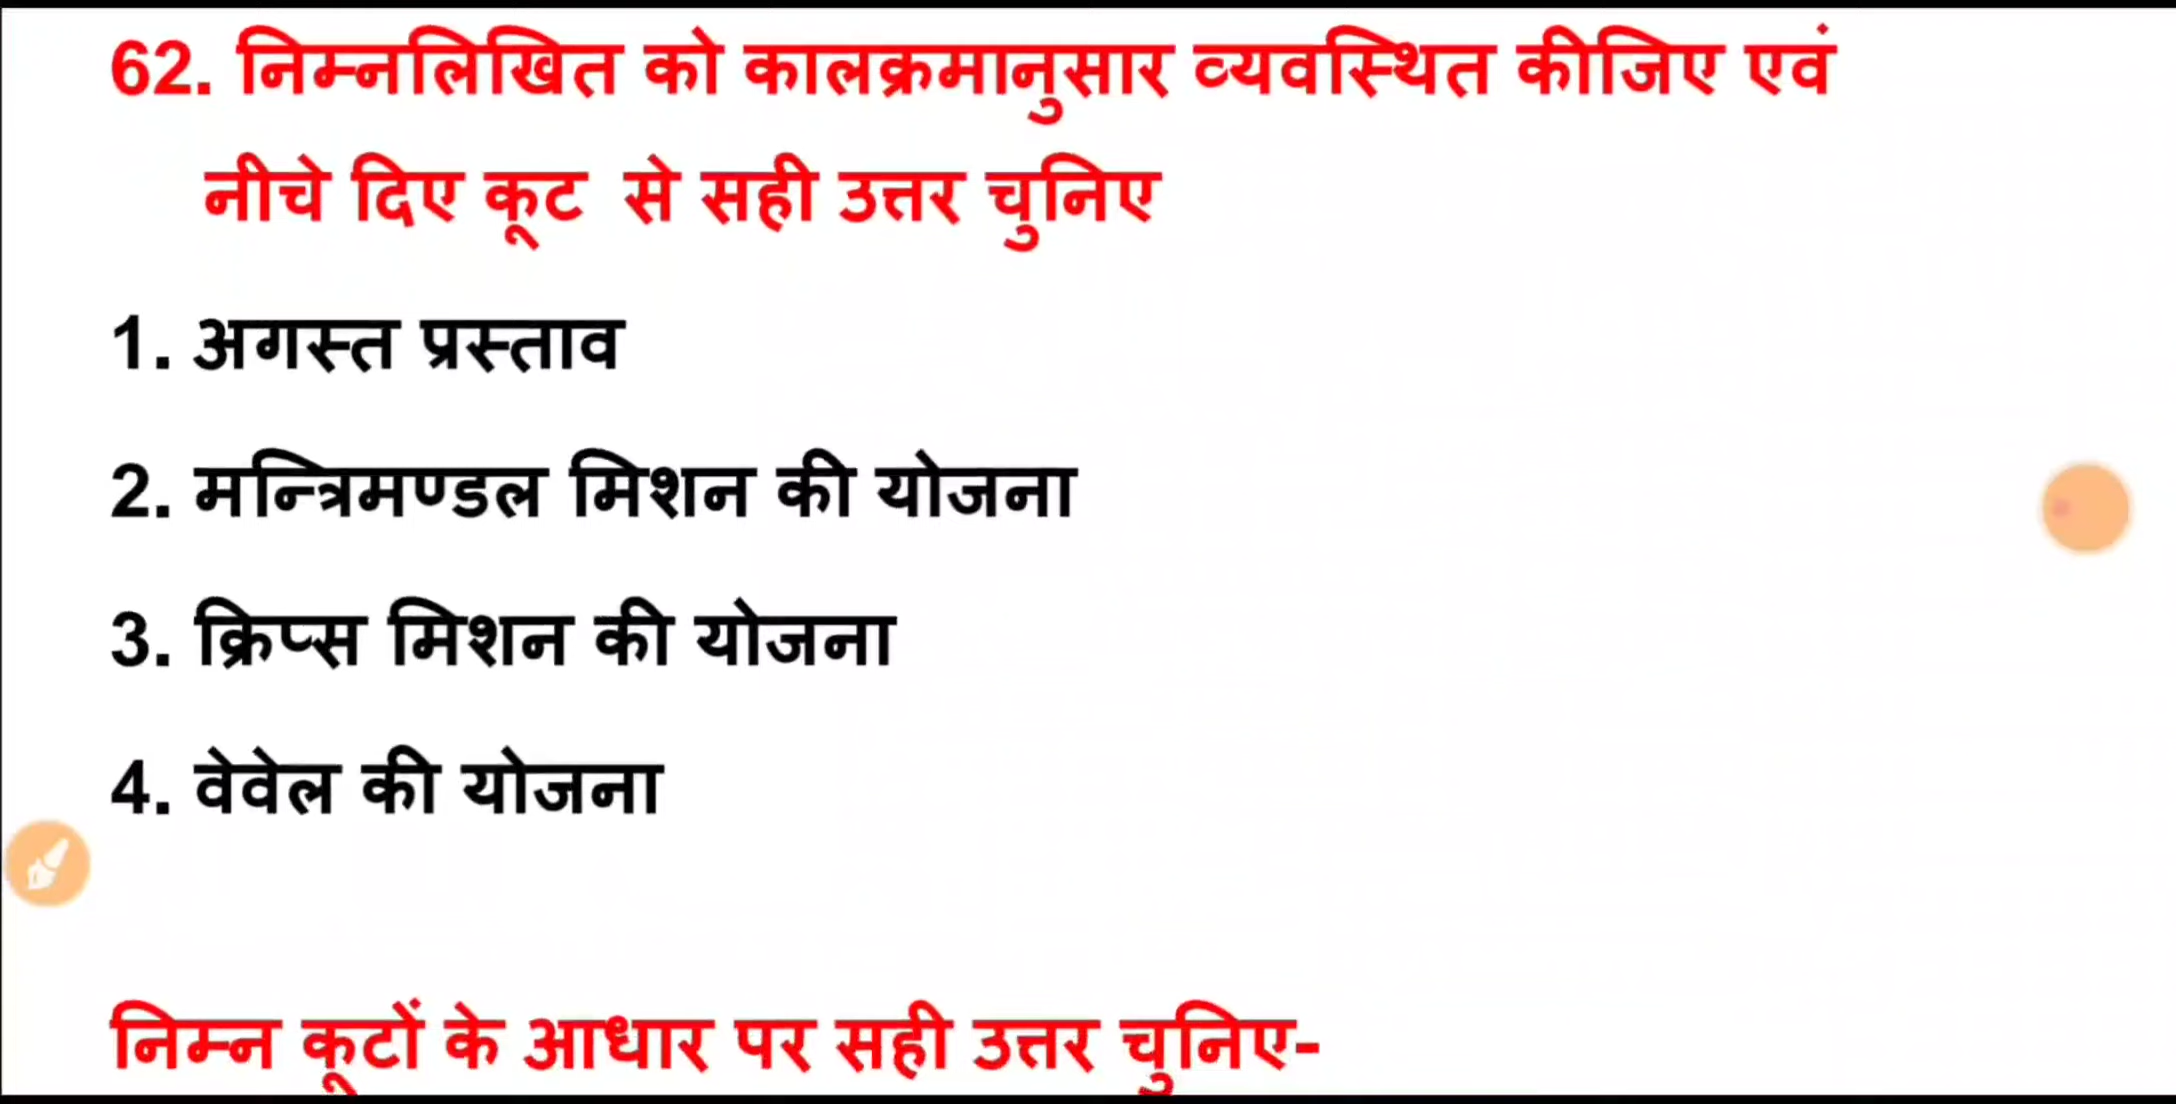 62. निम्नलिखित को कालक्रमानुसार व्यवस्थित कीजिए एवं
नीचे दिए कूट से सही उत्तर चुनिए
1. अगस्त प्रस्ताव
2. मन्त्रिमण्डल मिशन की योजना
3. क्रिप्स मिशन की योजना
4. वेवेल की योजना
निम्न कूटों के आधार पर सही उत्तर चुनिए-